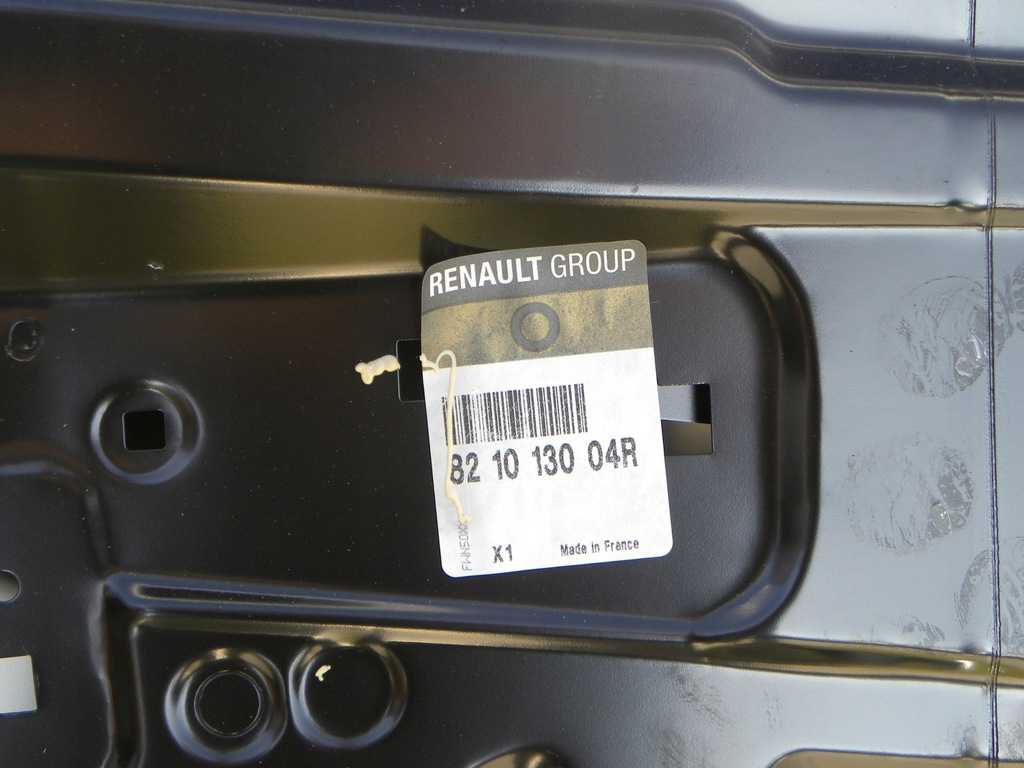 RENAULT GROUP
82 10 130 04R
X1
Made in France